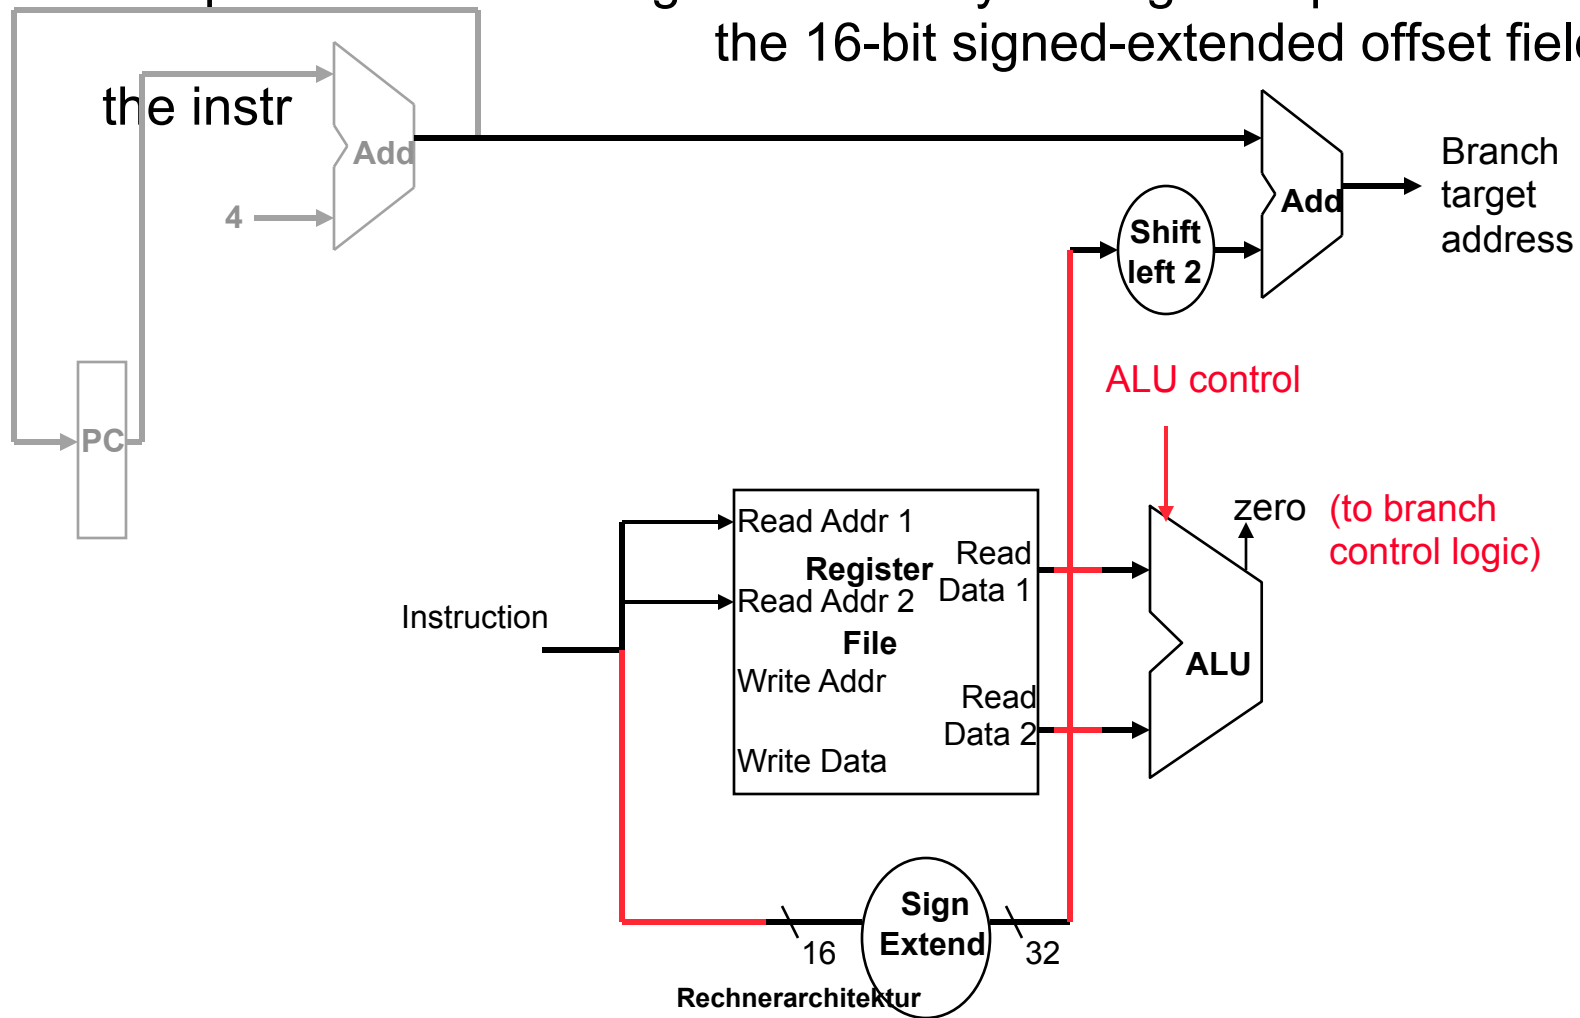 the 16-bit signed-extended offset
the instr
Add
4
Add
Branch
target
address
Shift
left 2
ALU control
PC
Read Addr 1
Register
Read Addr 2
File
Write Addr
Write Data
Read
Data 1
Read
Data 2
Instruction
zero
(to branch
control logic)
ALU
Sign
Extend
16
32
Rechnerarchitektur